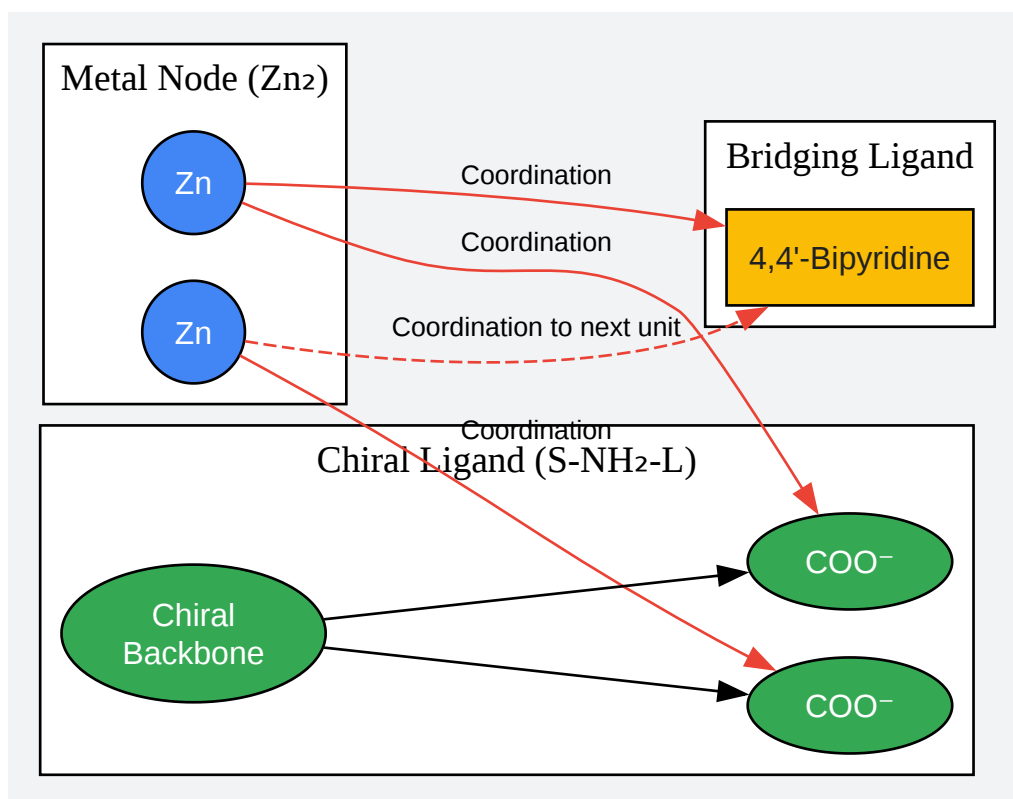 Metal Node (Zn₂)
Zn
Zn
Coordination
Coordination
Coordination to next unit
Coordination
Bridging Ligand
4,4'-Bipyridine
Chiral Ligand (S-NH₂-L)
Chiral
Backbone
COO⁻
COO⁻